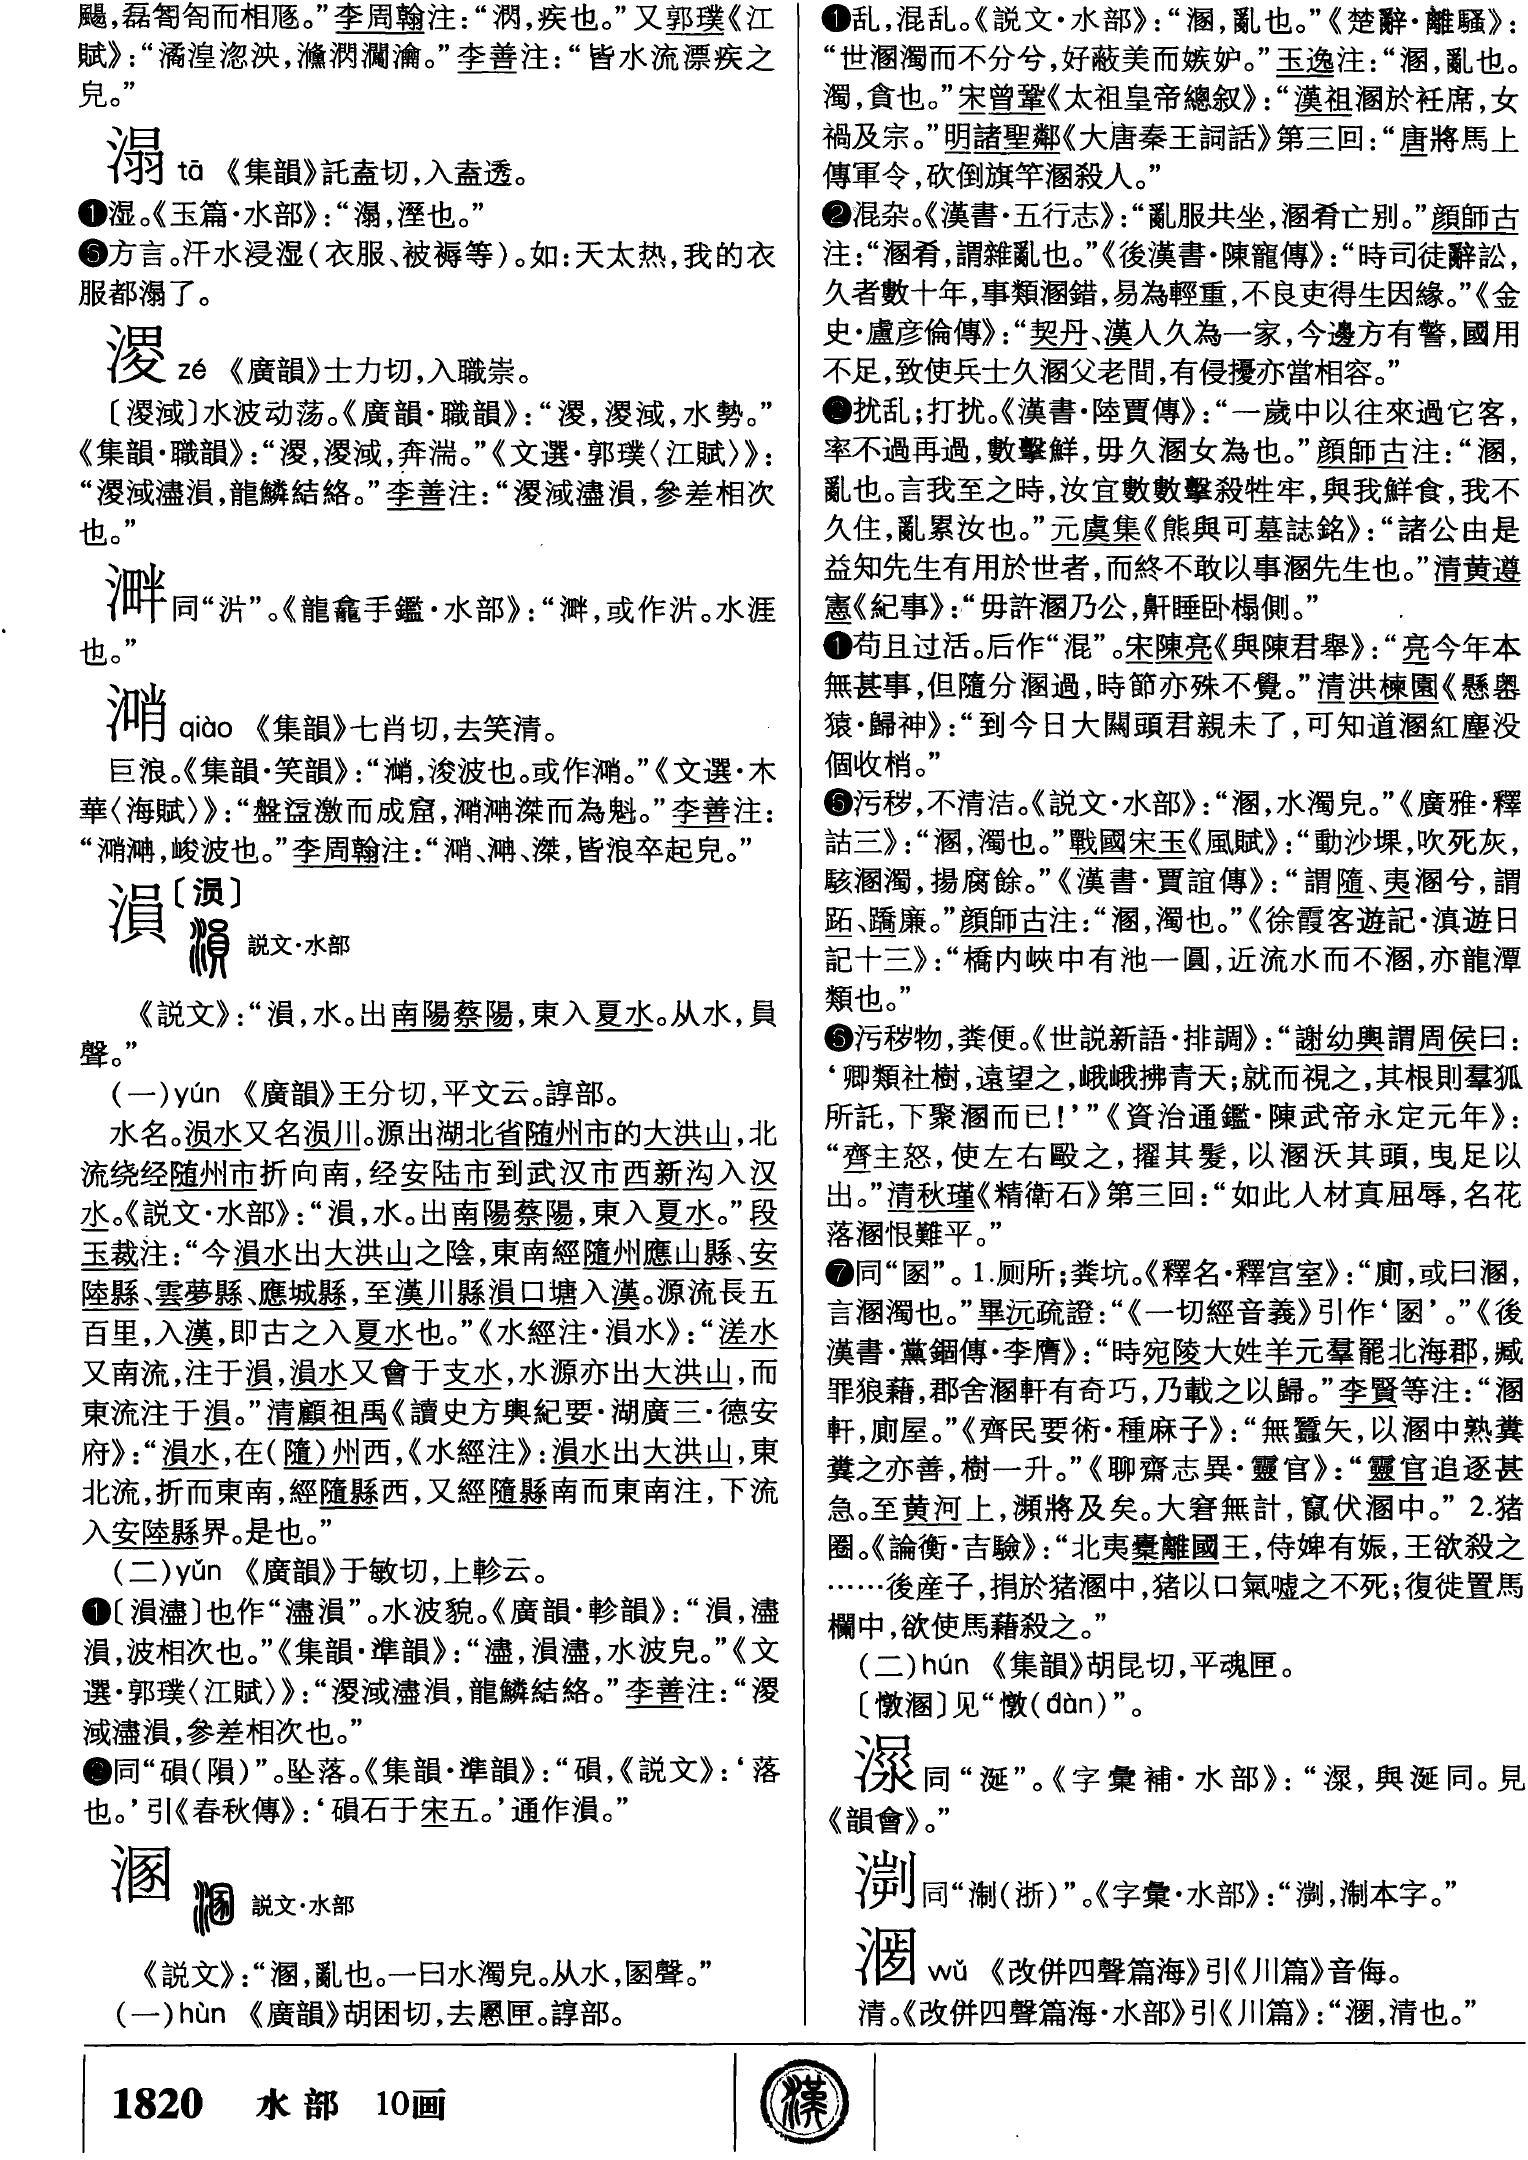 颺，磊匒匌而相豗。”李周翰注：“㵍，疾也。”又郭璞《江
賦》：“潏湟淴泱，㶖㵍㶒瀹。”李善注：“皆水流漂疾之
皃。”
溻 tā 《集韻》託盍切，入盍透。
❶湿。《玉篇·水部》：“溻，溼也。”
❷方言。汗水浸湿（衣服、被褥等）。如：天太热，我的衣
服都溻了。
溭 zé 《廣韻》士力切，入職崇。
〔溭淢〕水波动荡。《廣韻·職韻》：“溭，溭淢，水勢。”
《集韻·職韻》：“溭，溭淢，奔湍。”《文選·郭璞〈江賦〉》：
“溭淢濜溳，龍鱗結絡。”李善注：“溭淢濜溳，參差相次
也。”
溿 同“泮”。《龍龕手鑑·水部》：“溿，或作泮。水涯
也。”
潲 qiào 《集韻》七肖切，去笑清。
巨浪。《集韻·笑韻》：“，浚波也。或作。”《文選·木
華〈海賦〉》：“盤盓激而成窟，㴥滐而為魁。”李善注：
“，峻波也。”李周翰注：“、、滐，皆浪卒起皃。”
溳〔涢〕
説文·水部
《説文》：“溳，水。出南陽蔡陽，東入夏水。从水，員
聲。”
（一）yún 《廣韻》王分切，平文云。諄部。
水名。涢水又名涢川。源出湖北省随州市的大洪山，北
流绕经随州市折向南，经安陆市到武汉市西新沟入汉
水。《説文·水部》：“溳，水。出南陽蔡陽，東入夏水。”段
玉裁注：“今溳水出大洪山之陰，東南經隨州應山縣、安
陸縣、雲夢縣、應城縣，至漢川縣溳口塘入漢。源流長五
百里，入漢，即古之入夏水也。”《水經注·溳水》：“溠水
又南流，注于溳，溳水又會于支水，水源亦出大洪山，而
東流注于溳。”清顧祖禹《讀史方輿紀要·湖廣三·德安
府》：“溳水，在（隨）州西，《水經注》：溳水出大洪山，東
北流，折而東南，經隨縣西，又經隨縣南而東南注，下流
入安陸縣界。是也。”
（二）yǔn 《廣韻》于敏切，上軫云。
❶〔溳濜〕也作“濜溳”。水波貌。《廣韻·軫韻》：“溳，濜
溳，波相次也。”《集韻·準韻》：“濜，溳濜，水波皃。”《文
選·郭璞〈江賦〉》：“溭淢濜溳，龍鱗結絡。”李善注：“溭
淢濜溳，參差相次也。”
❷同“磒（隕）”。坠落。《集韻·準韻》：“磒，《説文》：‘落
也。’引《春秋傳》：‘磒石于宋五。’通作溳。”
溷
説文·水部
《説文》：“溷，亂也。一曰水濁皃。从水，圂聲。”
（一）hùn 《廣韻》胡困切，去慁匣。諄部。
❶乱，混乱。《説文·水部》：“溷，亂也。”《楚辭·離騷》：
“世溷濁而不分兮，好蔽美而嫉妒。”王逸注：“溷，亂也。
濁，貪也。”宋曾鞏《太祖皇帝總叙》：“漢祖溷於衽席，女
禍及宗。”明諸聖鄰《大唐秦王詞話》第三回：“唐將馬上
傳軍令，砍倒旗竿溷殺人。”
❷混杂。《漢書·五行志》：“亂服共坐，溷肴亡别。”顔師古
注：“溷肴，謂雜亂也。”《後漢書·陳寵傳》：“時司徒辭訟，
久者數十年，事類溷錯，易為輕重，不良吏得生因緣。”《金
史·盧彦倫傳》：“契丹、漢人久為一家，今邊方有警，國用
不足，致使兵士久溷父老間，有侵擾亦當相容。”
❸扰乱；打扰。《漢書·陸賈傳》：“一歲中以往來過它客，
率不過再過，數擊鮮，毋久溷女為也。”顔師古注：“溷，
亂也。言我至之時，汝宜數數擊殺牲牢，與我鮮食，我不
久住，亂累汝也。”元虞集《熊與可墓誌銘》：“諸公由是
益知先生有用於世者，而終不敢以事溷先生也。”清黄遵
憲《紀事》：“毋許溷乃公，鼾睡卧榻側。”
❹苟且过活。后作“混”。宋陳亮《與陳君舉》：“亮今年本
無甚事，但隨分溷過，時節亦殊不覺。”清洪楝園《懸嶴
猿·歸神》：“到今日大關頭君親未了，可知道溷紅塵没
個收梢。”
❺污秽，不清洁。《説文·水部》：“溷，水濁皃。”《廣雅·釋
詁三》：“溷，濁也。”戰國宋玉《風賦》：“動沙堁，吹死灰，
駭溷濁，揚腐餘。”《漢書·賈誼傳》：“謂隨、夷溷兮，謂
跖、蹻廉。”顔師古注：“溷，濁也。”《徐霞客遊記·滇遊日
記十三》：“橋内峽中有池一圓，近流水而不溷，亦龍潭
類也。”
❻污秽物，粪便。《世説新語·排調》：“謝幼輿謂周侯曰：
‘卿類社樹，遠望之，峨峨拂青天；就而視之，其根則羣狐
所託，下聚溷而已！’”《資治通鑑·陳武帝永定元年》：
“齊主怒，使左右毆之，擢其髮，以溷沃其頭，曳足以
出。”清秋瑾《精衛石》第三回：“如此人材真屈辱，名花
落溷恨難平。”
❼同“圂”。1.厕所；粪坑。《釋名·釋宫室》：“廁，或曰溷，
言溷濁也。”畢沅疏證：“《一切經音義》引作‘圂’。”《後
漢書·黨錮傳·李膺》：“時宛陵大姓羊元羣罷北海郡，臧
罪狼藉，郡舍溷軒有奇巧，乃載之以歸。”李賢等注：“溷
軒，廁屋。”《齊民要術·種麻子》：“無蠶矢，以溷中熟糞
糞之亦善，樹一升。”《聊齋志異·靈官》：“靈官追逐甚
急。至黄河上，瀕將及矣。大窘無計，竄伏溷中。” 2.猪
圈。《論衡·吉驗》：“北夷橐離國王，侍婢有娠，王欲殺之
……後産子，捐於猪溷中，猪以口氣嘘之不死；復徙置馬
欄中，欲使馬藉殺之。”
（二）hún 《集韻》胡昆切，平魂匣。
〔憞溷〕见“憞（dàn）”。
同“涎”。《字彙補·水部》：“，與涎同。見
《韻會》。”
同“淛（浙）”。《字彙·水部》：“，淛本字。”
wǔ 《改併四聲篇海》引《川篇》音侮。
清。《改併四聲篇海·水部》引《川篇》：“，清也。”
1820 水部 10画
漢